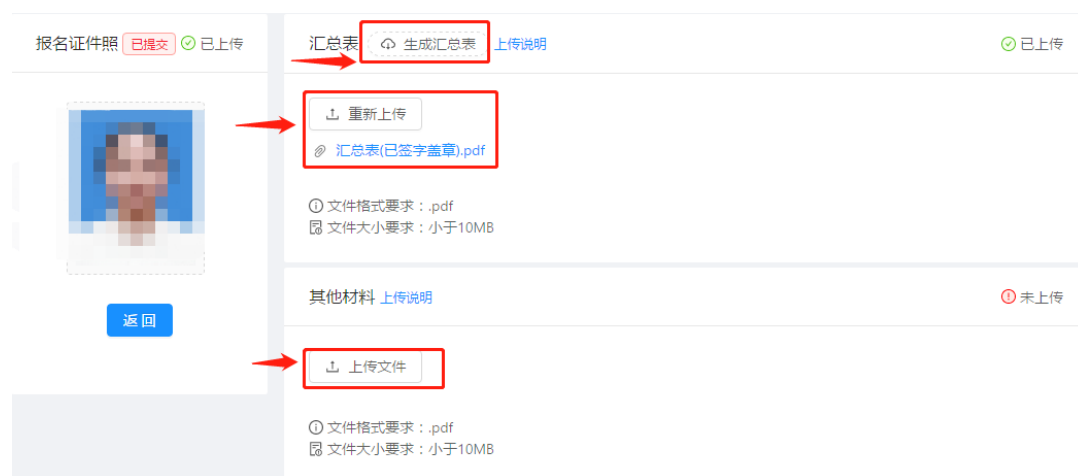 报名证件照 已提交 已上传
返回
汇总表 生成汇总表 上传说明 已上传
重新上传
汇总表(已签字盖章).pdf
文件格式要求：.pdf
文件大小要求：小于10MB
其他材料 上传说明 未上传
上传文件
文件格式要求：.pdf
文件大小要求：小于10MB